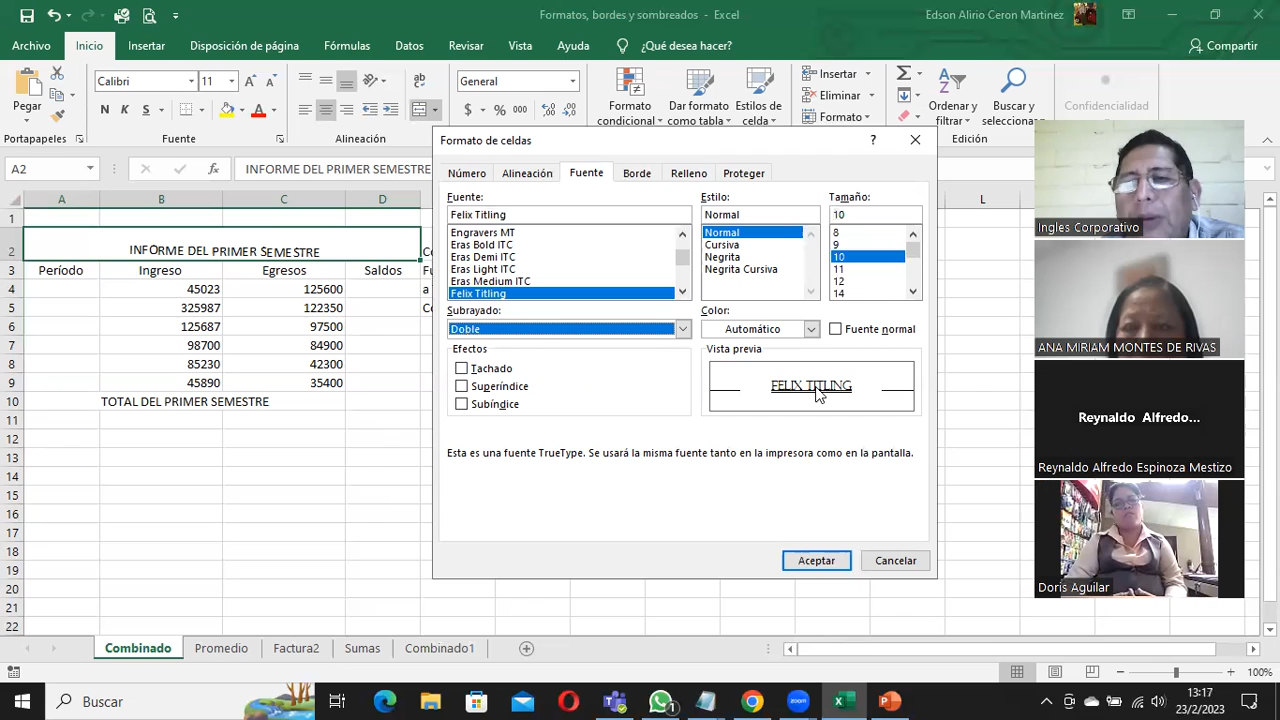 Formatos, bordes y sombreados - Excel
Edson Alirio Ceron Martinez
Archivo Inicio Insertar Disposición de página Fórmulas Datos Revisar Vista Ayuda ¿Qué desea hacer? Compartir
Pegar
Calibri 11
N K S
General
$ % 000
Formato condicional
Dar formato como tabla
Estilos de celda
Insertar
Eliminar
Formato
Ordenar y filtrar
Buscar y seleccionar
Confidencialidad
Portapapeles Fuente Alineación Edición
A2 INFORME DEL PRIMER SEMESTRE
A B C D L
1
2 INFORME DEL PRIMER SEMESTRE
3 Período Ingreso Egresos Saldos
4 45023 125600
5 325987 122350
6 125687 97500
7 98700 84900
8 85230 42300
9 45890 35400
10 TOTAL DEL PRIMER SEMESTRE
11
12
13
14
15
16
17
18
19
20
21
22
Formato de celdas ?
Número Alineación Fuente Borde Relleno Proteger
Fuente: Estilo: Tamaño:
Felix Titling Normal 10
Engravers MT Normal 8
Eras Bold ITC Cursiva 9
Eras Demi ITC Negrita 10
Eras Light ITC Negrita Cursiva 11
Eras Medium ITC 12
Felix Titling 14
Subrayado: Color:
Doble Automático Fuente normal
Efectos Vista previa
Tachado
Superíndice
Subíndice
FELIX TITLING
Esta es una fuente TrueType. Se usará la misma fuente tanto en la impresora como en la pantalla.
Aceptar Cancelar
Ingles Corporativo
ANA MIRIAM MONTES DE RIVAS
Reynaldo Alfredo...
Reynaldo Alfredo Espinoza Mestizo
Doris Aguilar
Combinado Promedio Factura2 Sumas Combinado1
100%
Buscar
13:17
23/2/2023